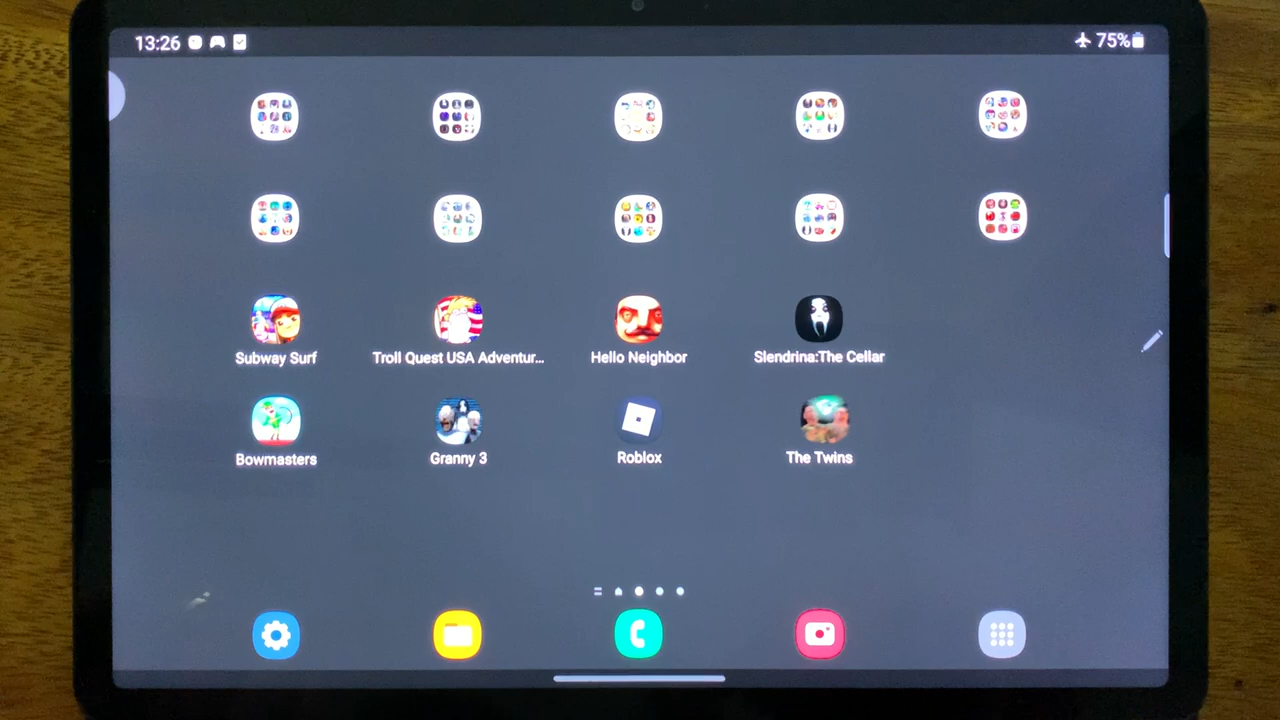 13:26 75%
Subway Surf Troll Quest USA Adventur... Hello Neighbor Slendrina:The Cellar
Bowmasters Granny 3 Roblox The Twins